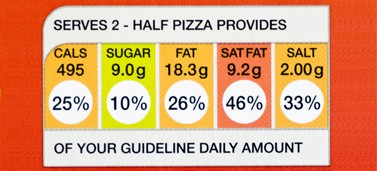 SERVES 2 - HALF PIZZA PROVIDES
CALS SUGAR FAT SAT FAT SALT
495 9.0g 18.3g 9.2g 2.00g
25% 10% 26% 46% 33%
OF YOUR GUIDELINE DAILY AMOUNT